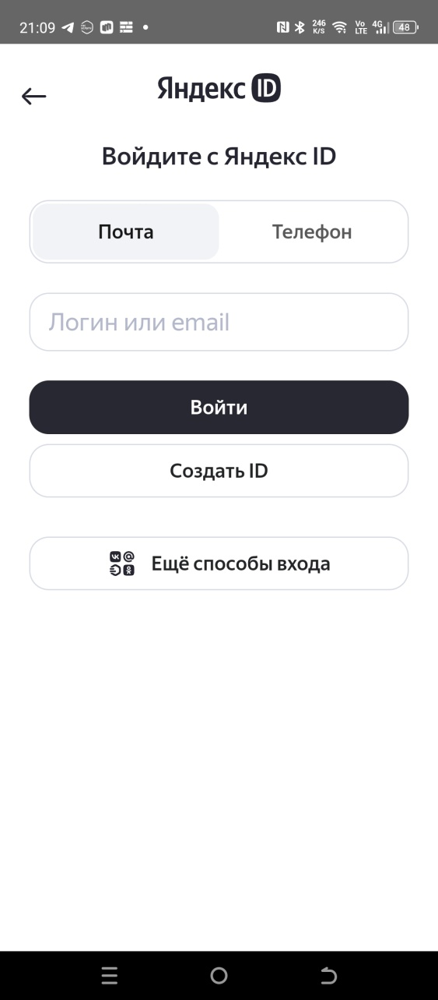 21:09 246 K/S Vo LTE 4G 48
Яндекс ID
Войдите с Яндекс ID
Почта Телефон
Логин или email
Войти
Создать ID
Ещё способы входа